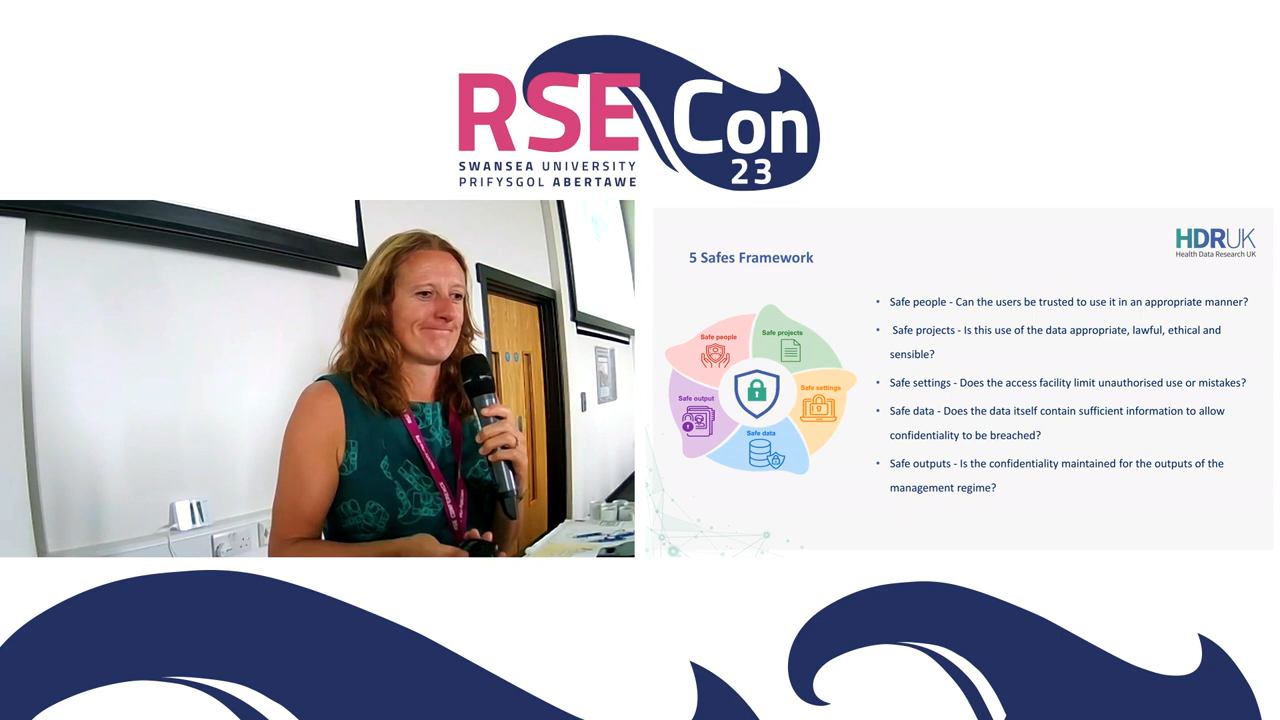 RSE Con
23
SWANSEA UNIVERSITY
PRIFYSGOL ABERTAWE
HDRUK
Health Data Research UK
5 Safes Framework
Safe people
Safe projects
Safe settings
Safe data
Safe output
• Safe people - Can the users be trusted to use it in an appropriate manner?
• Safe projects - Is this use of the data appropriate, lawful, ethical and
sensible?
• Safe settings - Does the access facility limit unauthorised use or mistakes?
• Safe data - Does the data itself contain sufficient information to allow
confidentiality to be breached?
• Safe outputs - Is the confidentiality maintained for the outputs of the
management regime?